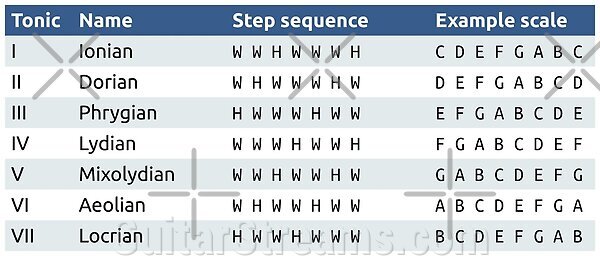 Tonic Name Step sequence Example scale
I Ionian W W H W W W H C D E F G A B C
II Dorian W H W W W H W D E F G A B C D
III Phrygian H W W W H W W E F G A B C D E
IV Lydian W W W H W W H F G A B C D E F
V Mixolydian W W H W W H W G A B C D E F G
VI Aeolian W H W W H W W A B C D E F G A
VII Locrian H W W H W W W B C D E F G A B
GuitarStreams.com